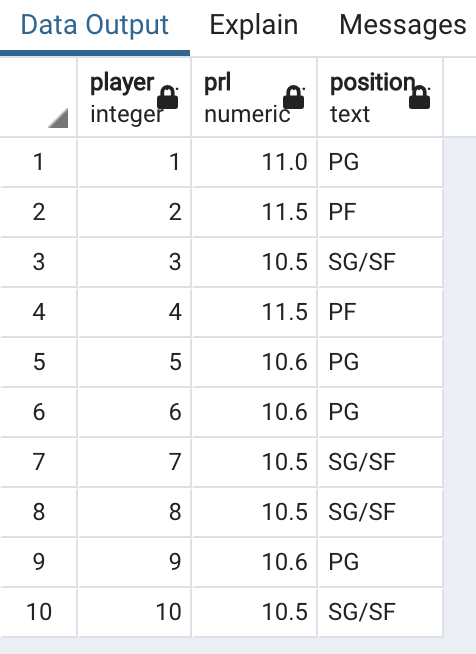 Data Output Explain Messages
player prl position
integer numeric text
1 1 11.0 PG
2 2 11.5 PF
3 3 10.5 SG/SF
4 4 11.5 PF
5 5 10.6 PG
6 6 10.6 PG
7 7 10.5 SG/SF
8 8 10.5 SG/SF
9 9 10.6 PG
10 10 10.5 SG/SF